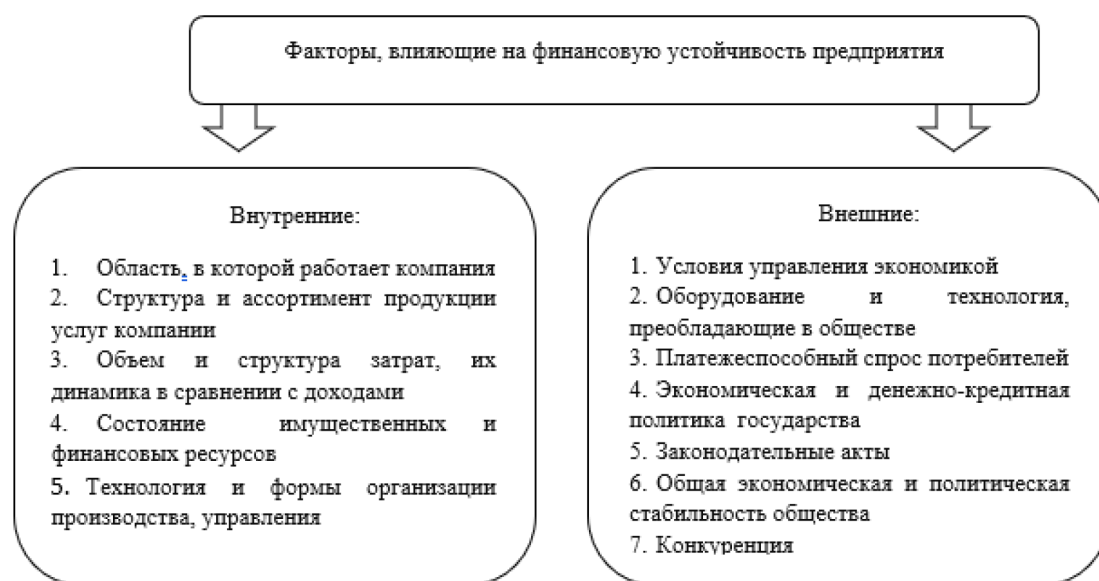 Факторы, влияющие на финансовую устойчивость предприятия
Внутренние:
1. Область, в которой работает компания
2. Структура и ассортимент продукции
услуг компании
3. Объем и структура затрат, их
динамика в сравнении с доходами
4. Состояние имущественных и
финансовых ресурсов
5. Технология и формы организации
производства, управления
Внешние:
1. Условия управления экономикой
2. Оборудование и технология,
преобладающие в обществе
3. Платежеспособный спрос потребителей
4. Экономическая и денежно-кредитная
политика государства
5. Законодательные акты
6. Общая экономическая и политическая
стабильность общества
7. Конкуренция